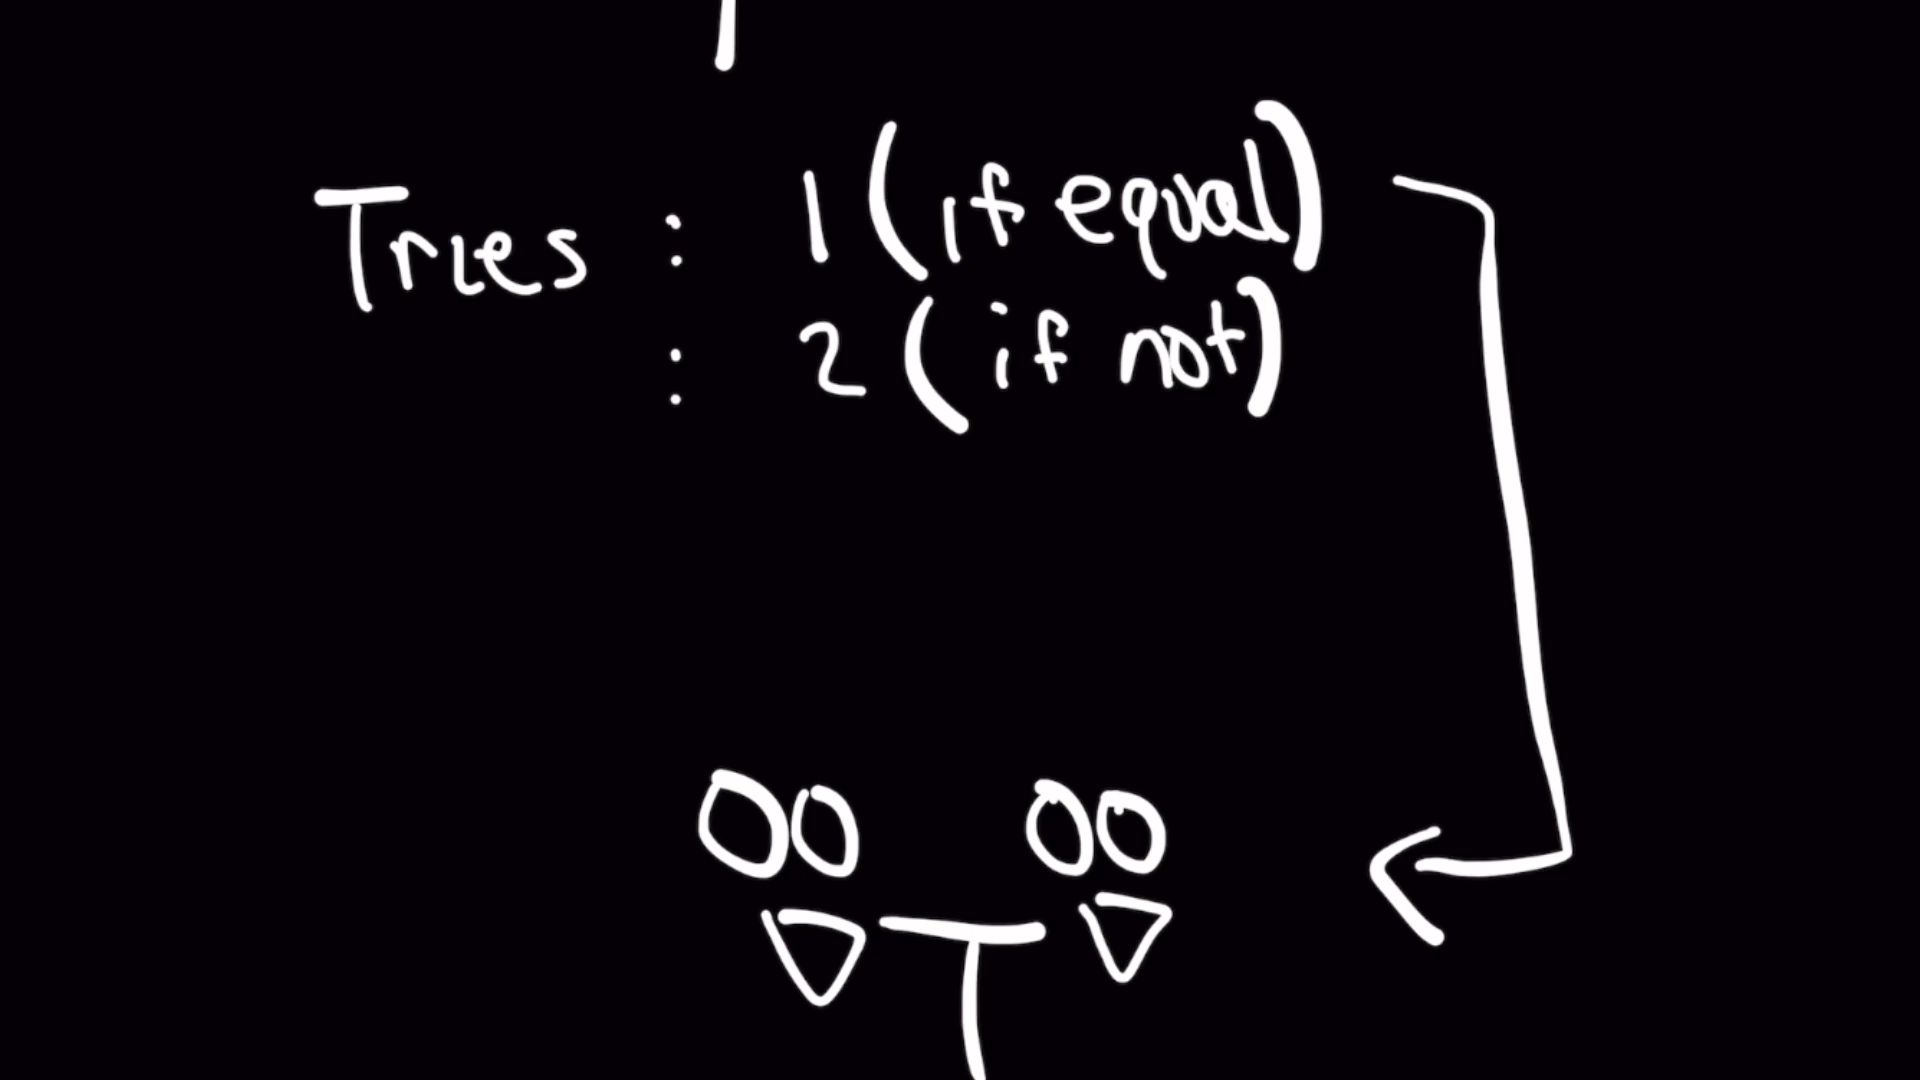 Tries : 1 (if equal)
: 2 (if not)